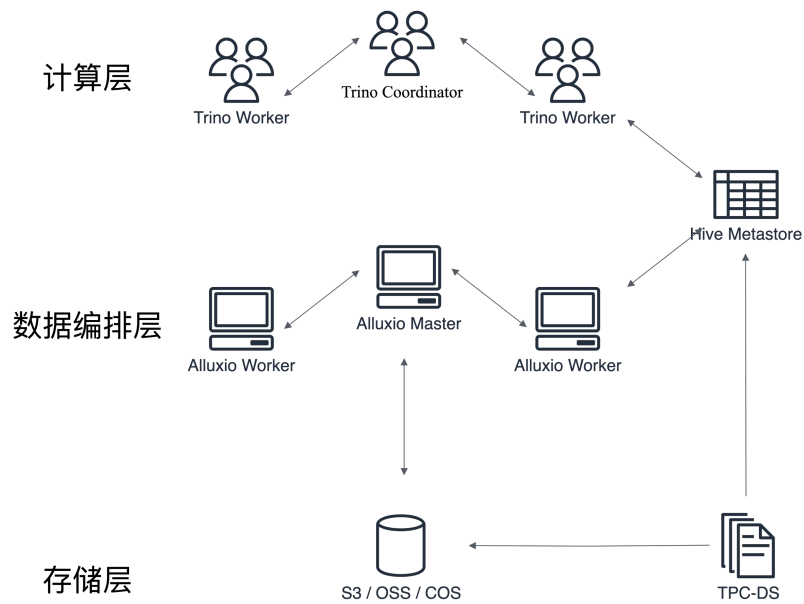 计算层
Trino Worker
Trino Coordinator
Trino Worker
Hive Metastore
数据编排层
Alluxio Worker
Alluxio Master
Alluxio Worker
存储层
S3 / OSS / COS
TPC-DS